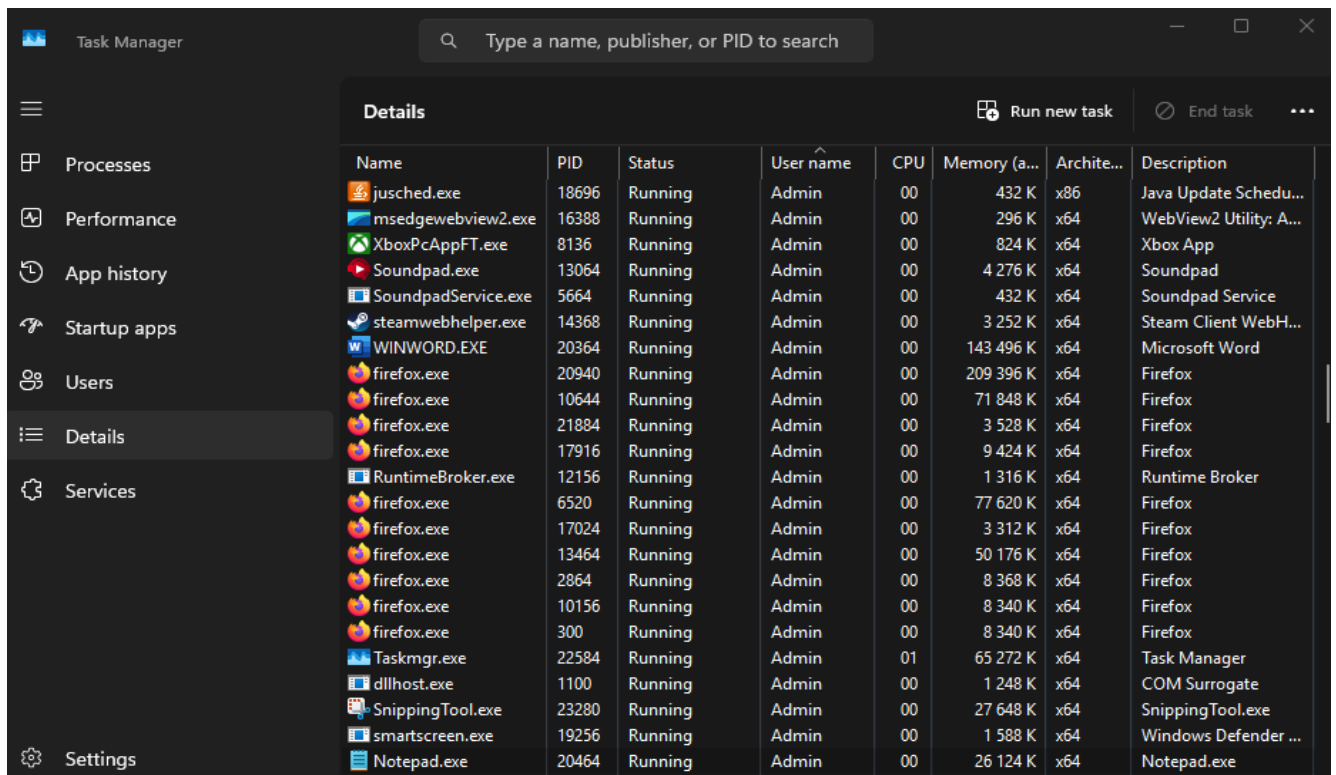 Task Manager
Type a name, publisher, or PID to search
Details
Run new task
End task
Processes
Performance
App history
Startup apps
Users
Details
Services
Settings
Name PID Status User name CPU Memory (a... Archite... Description
jusched.exe 18696 Running Admin 00 432 K x86 Java Update Schedu...
msedgewebview2.exe 16388 Running Admin 00 296 K x64 WebView2 Utility: A...
XboxPcAppFT.exe 8136 Running Admin 00 824 K x64 Xbox App
Soundpad.exe 13064 Running Admin 00 4 276 K x64 Soundpad
SoundpadService.exe 5664 Running Admin 00 432 K x64 Soundpad Service
steamwebhelper.exe 14368 Running Admin 00 3 252 K x64 Steam Client WebH...
WINWORD.EXE 20364 Running Admin 00 143 496 K x64 Microsoft Word
firefox.exe 20940 Running Admin 00 209 396 K x64 Firefox
firefox.exe 10644 Running Admin 00 71 848 K x64 Firefox
firefox.exe 21884 Running Admin 00 3 528 K x64 Firefox
firefox.exe 17916 Running Admin 00 9 424 K x64 Firefox
RuntimeBroker.exe 12156 Running Admin 00 1 316 K x64 Runtime Broker
firefox.exe 6520 Running Admin 00 77 620 K x64 Firefox
firefox.exe 17024 Running Admin 00 3 312 K x64 Firefox
firefox.exe 13464 Running Admin 00 50 176 K x64 Firefox
firefox.exe 2864 Running Admin 00 8 368 K x64 Firefox
firefox.exe 10156 Running Admin 00 8 340 K x64 Firefox
firefox.exe 300 Running Admin 00 8 340 K x64 Firefox
Taskmgr.exe 22584 Running Admin 01 65 272 K x64 Task Manager
dllhost.exe 1100 Running Admin 00 1 248 K x64 COM Surrogate
SnippingTool.exe 23280 Running Admin 00 27 648 K x64 SnippingTool.exe
smartscreen.exe 19256 Running Admin 00 1 588 K x64 Windows Defender ...
Notepad.exe 20464 Running Admin 00 26 124 K x64 Notepad.exe